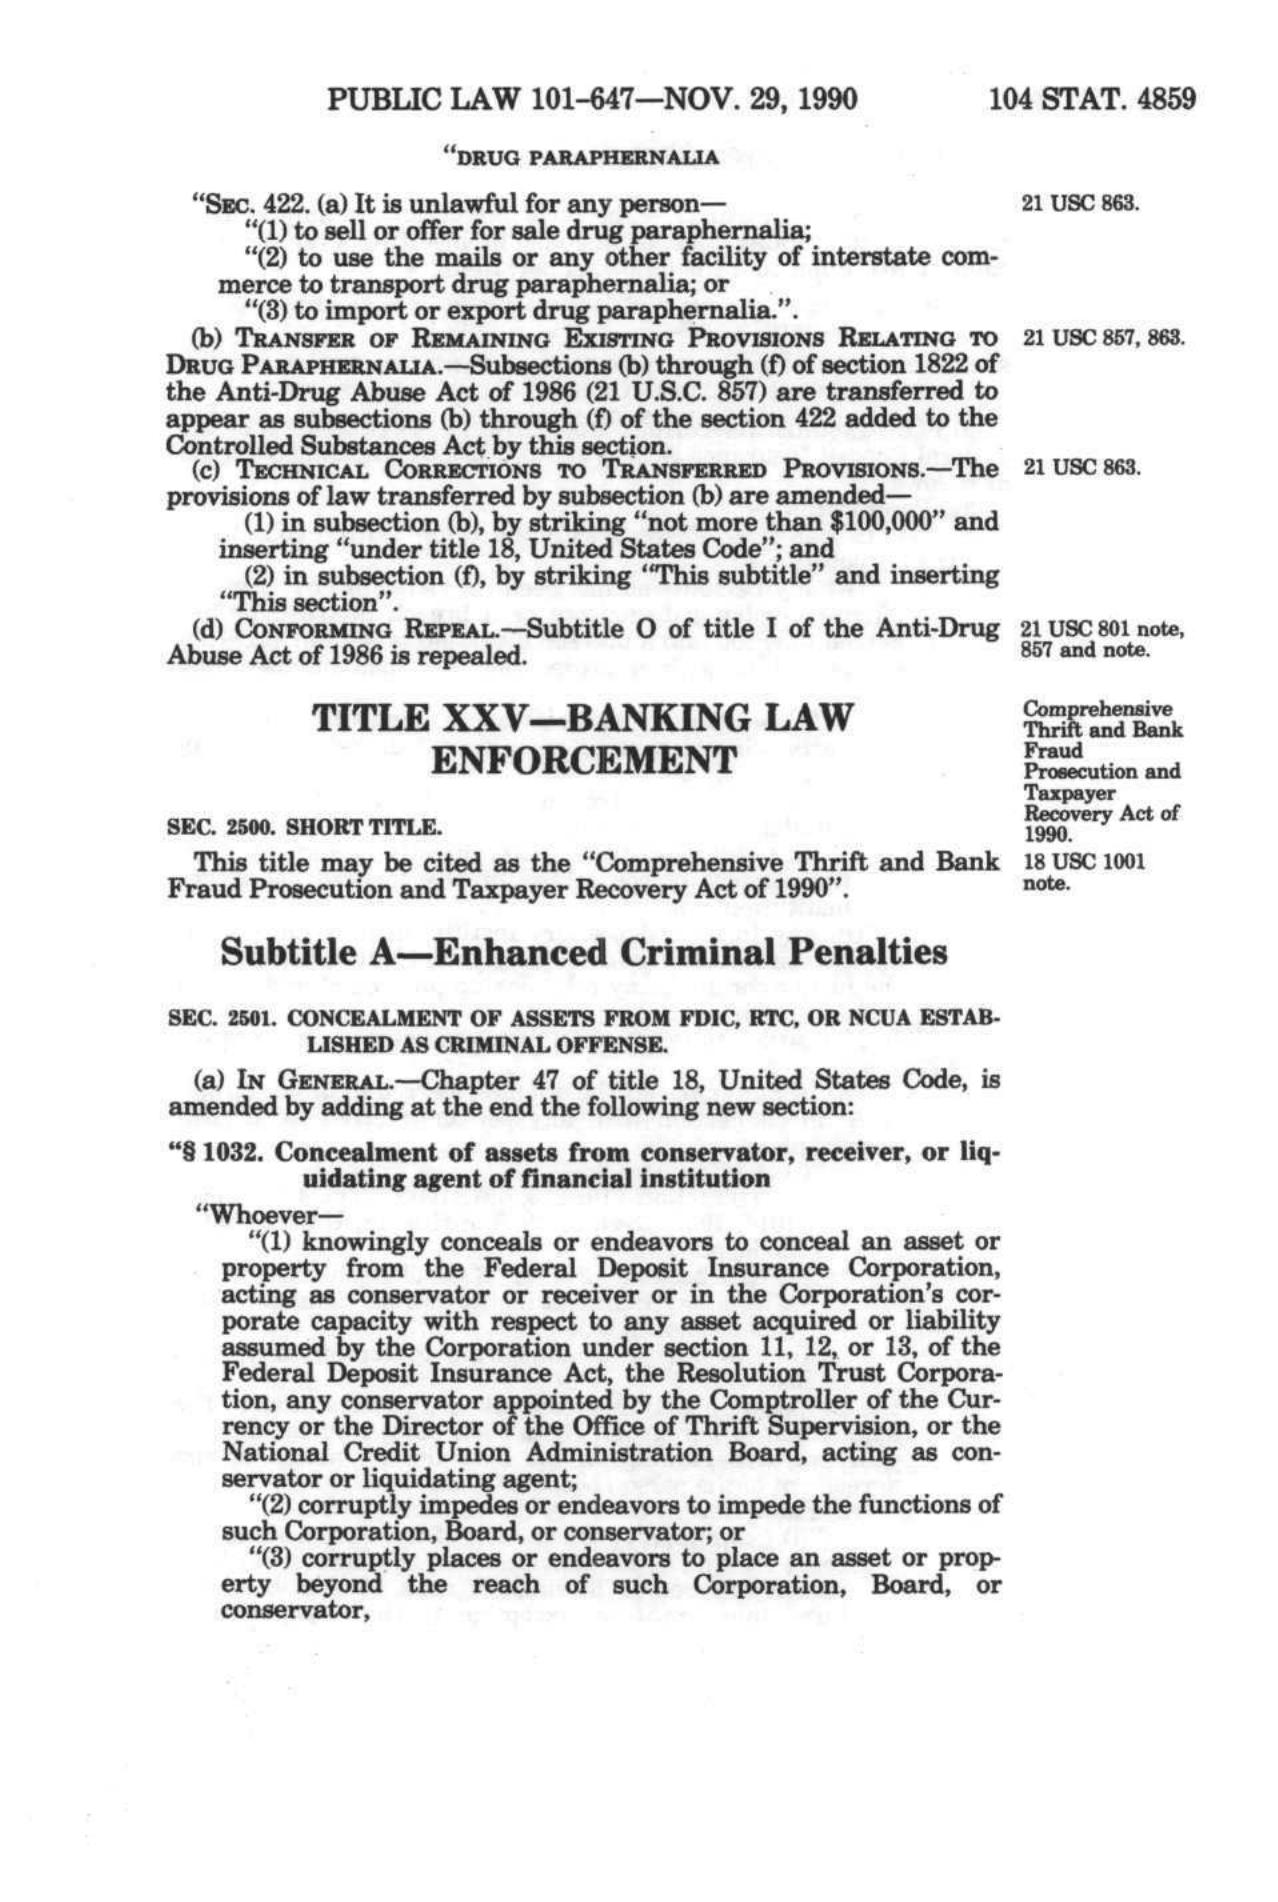 PUBLIC LAW 101–647—NOV. 29, 1990 104 STAT. 4859
“DRUG PARAPHERNALIA
“SEC. 422. (a) It is unlawful for any person— 21 USC 863.
“(1) to sell or offer for sale drug paraphernalia;
“(2) to use the mails or any other facility of interstate com-
merce to transport drug paraphernalia; or
“(3) to import or export drug paraphernalia.”.
(b) TRANSFER OF REMAINING EXISTING PROVISIONS RELATING TO 21 USC 857, 863.
DRUG PARAPHERNALIA.—Subsections (b) through (f) of section 1822 of
the Anti-Drug Abuse Act of 1986 (21 U.S.C. 857) are transferred to
appear as subsections (b) through (f) of the section 422 added to the
Controlled Substances Act by this section.
(c) TECHNICAL CORRECTIONS TO TRANSFERRED PROVISIONS.—The 21 USC 863.
provisions of law transferred by subsection (b) are amended—
(1) in subsection (b), by striking “not more than $100,000” and
inserting “under title 18, United States Code”; and
(2) in subsection (f), by striking “This subtitle” and inserting
“This section”.
(d) CONFORMING REPEAL.—Subtitle O of title I of the Anti-Drug 21 USC 801 note,
Abuse Act of 1986 is repealed. 857 and note.
TITLE XXV—BANKING LAW
ENFORCEMENT
Comprehensive
Thrift and Bank
Fraud
Prosecution and
Taxpayer
Recovery Act of
1990.
SEC. 2500. SHORT TITLE.
This title may be cited as the “Comprehensive Thrift and Bank 18 USC 1001
Fraud Prosecution and Taxpayer Recovery Act of 1990”. note.
Subtitle A—Enhanced Criminal Penalties
SEC. 2501. CONCEALMENT OF ASSETS FROM FDIC, RTC, OR NCUA ESTAB-
LISHED AS CRIMINAL OFFENSE.
(a) IN GENERAL.—Chapter 47 of title 18, United States Code, is
amended by adding at the end the following new section:
“§ 1032. Concealment of assets from conservator, receiver, or liq-
uidating agent of financial institution
“Whoever—
“(1) knowingly conceals or endeavors to conceal an asset or
property from the Federal Deposit Insurance Corporation,
acting as conservator or receiver or in the Corporation's cor-
porate capacity with respect to any asset acquired or liability
assumed by the Corporation under section 11, 12, or 13, of the
Federal Deposit Insurance Act, the Resolution Trust Corpora-
tion, any conservator appointed by the Comptroller of the Cur-
rency or the Director of the Office of Thrift Supervision, or the
National Credit Union Administration Board, acting as con-
servator or liquidating agent;
“(2) corruptly impedes or endeavors to impede the functions of
such Corporation, Board, or conservator; or
“(3) corruptly places or endeavors to place an asset or prop-
erty beyond the reach of such Corporation, Board, or
conservator,